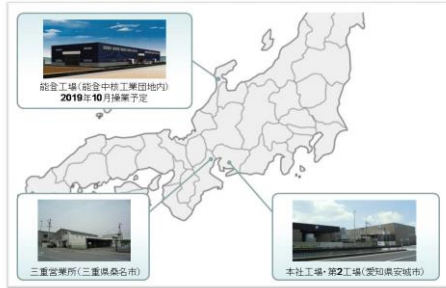 能登工場(能登中核工業団地内)
2019年10月操業予定
三重営業所(三重県桑名市)
本社工場・第2工場(愛知県安城市)